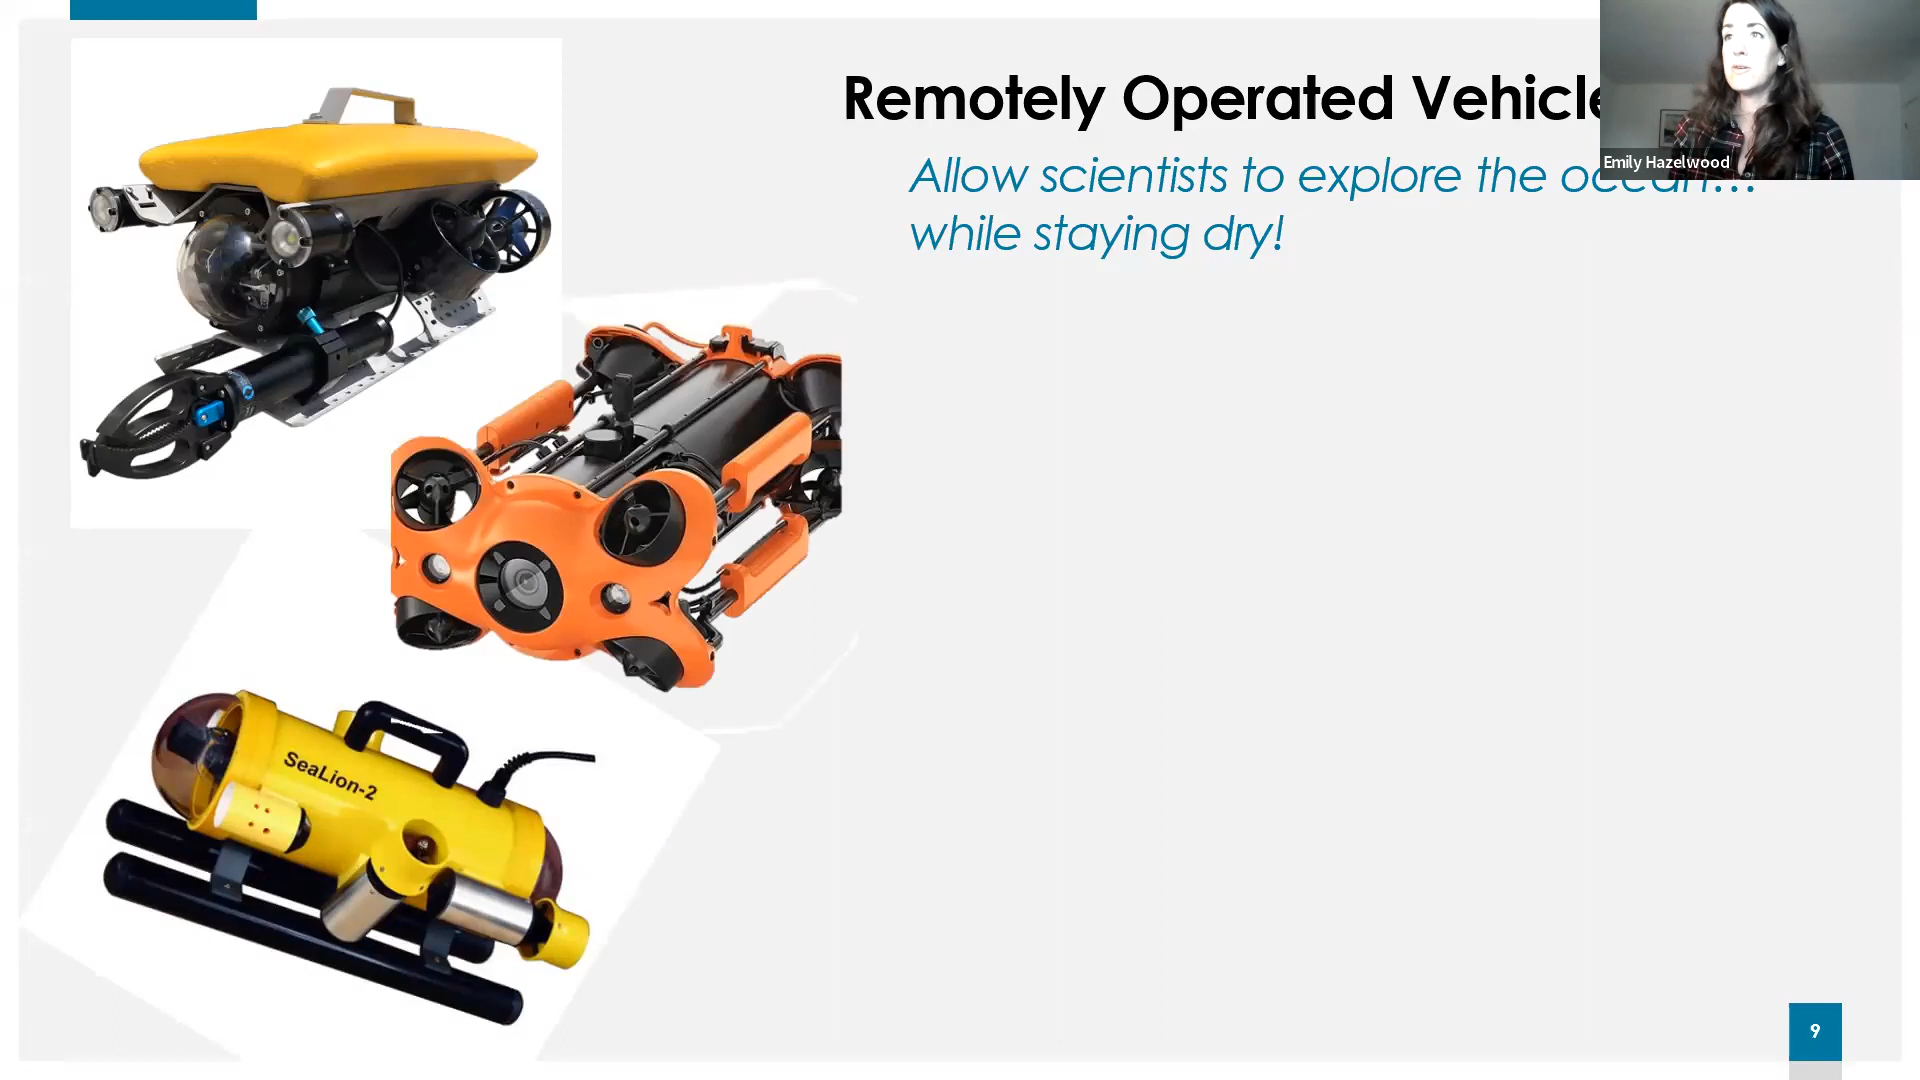 Remotely Operated Vehicle
Allow scientists to explore the ocean...
while staying dry!
Emily Hazelwood
SeaLion-2
9